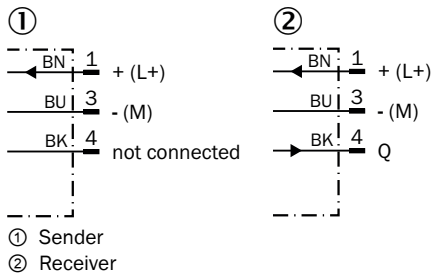 ① ②
BN 1 + (L+) BN 1 + (L+)
BU 3 - (M) BU 3 - (M)
BK 4 not connected BK 4 Q
① Sender
② Receiver